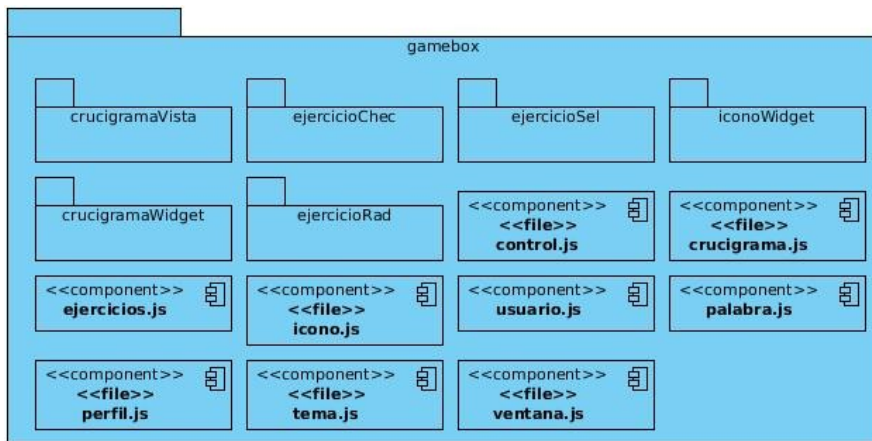 gamebox
crucigramaVista
ejercicioChec
ejercicioSel
iconoWidget
crucigramaWidget
ejercicioRad
<<component>>
<<file>>
control.js
<<component>>
<<file>>
crucigrama.js
<<component>>
ejercicios.js
<<component>>
<<file>>
icono.js
<<component>>
usuario.js
<<component>>
palabra.js
<<component>>
<<file>>
perfil.js
<<component>>
<<file>>
tema.js
<<component>>
<<file>>
ventana.js